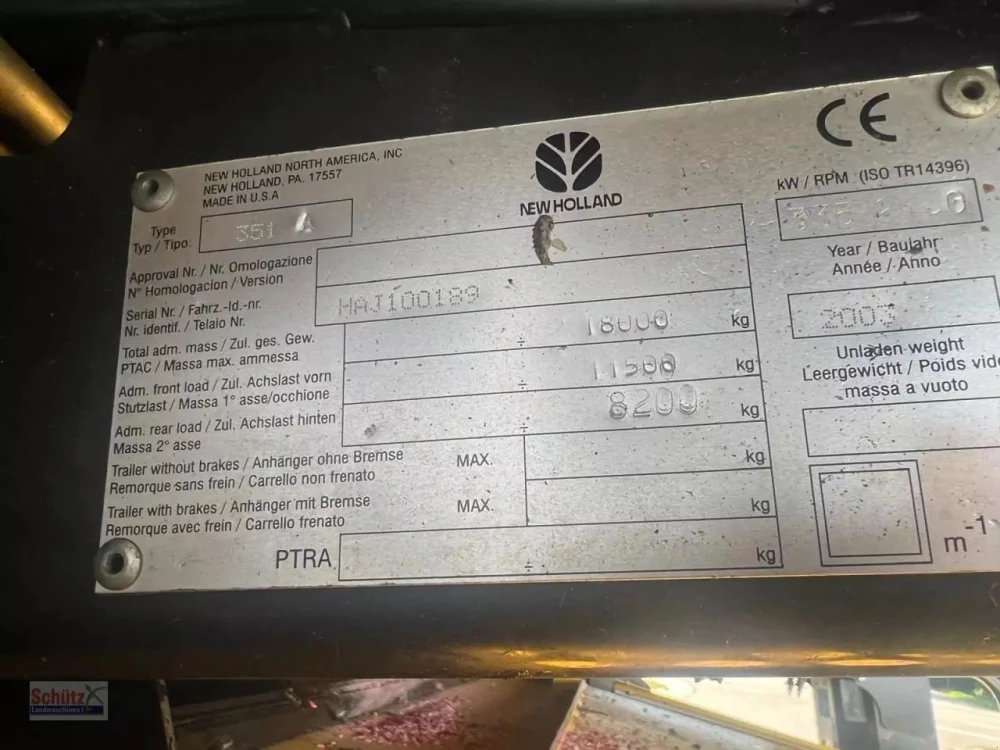 NEW HOLLAND NORTH AMERICA, INC
NEW HOLLAND, PA. 17557
MADE IN U.S.A
NEW HOLLAND
CE
kW / RPM (ISO TR14396)
Type
Typ / Tipo:
351 A
Year / Baujahr
Année / Anno
2003
Approval Nr. / Nr. Omologazione
N° Homologacion / Version
Serial Nr. / Fahrz.-Id.-nr.
Nr. identif. / Telaio Nr.
HAJ100189
Total adm. mass / Zul. ges. Gew.
PTAC / Massa max. ammessa
÷ 18000 kg
Adm. front load / Zul. Achslast vorn
Stutzlast / Massa 1° asse/occhione
÷ 11500 kg
Adm. rear load / Zul. Achslast hinten
Massa 2° asse
÷ 8200 kg
Unladen weight
Leergewicht / Poids vide
massa a vuoto
Trailer without brakes / Anhänger ohne Bremse
Remorque sans frein / Carrello non frenato
MAX. kg
Trailer with brakes / Anhänger mit Bremse
Remorque avec frein / Carrello frenato
MAX. kg
PTRA ÷ kg
m-1
Schütz
Landmaschinen